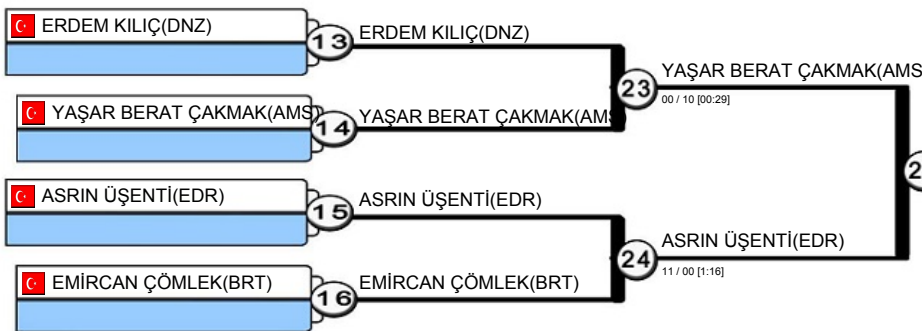 ERDEM KILIÇ(DNZ)
13
ERDEM KILIÇ(DNZ)
23
YAŞAR BERAT ÇAKMAK(AMS
00 / 10 [00:29]
YAŞAR BERAT ÇAKMAK(AMS)
14
YAŞAR BERAT ÇAKMAK(AMS
2
ASRIN ÜŞENTİ(EDR)
15
ASRIN ÜŞENTİ(EDR)
24
ASRIN ÜŞENTİ(EDR)
11 / 00 [1:16]
EMİRCAN ÇÖMLEK(BRT)
16
EMİRCAN ÇÖMLEK(BRT)